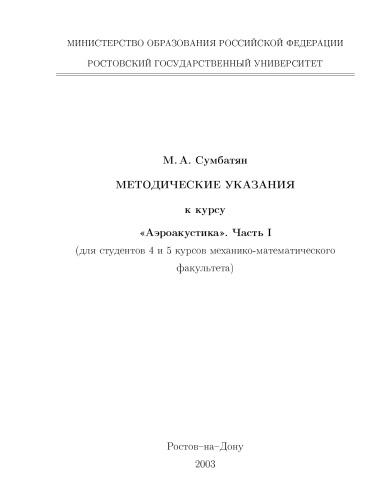 МИНИСТЕРСТВО ОБРАЗОВАНИЯ РОССИЙСКОЙ ФЕДЕРАЦИИ
РОСТОВСКИЙ ГОСУДАРСТВЕННЫЙ УНИВЕРСИТЕТ
М. А. Сумбатян
МЕТОДИЧЕСКИЕ УКАЗАНИЯ
к курсу
«Аэроакустика». Часть I
(для студентов 4 и 5 курсов механико-математического
факультета)
Ростов–на–Дону
2003